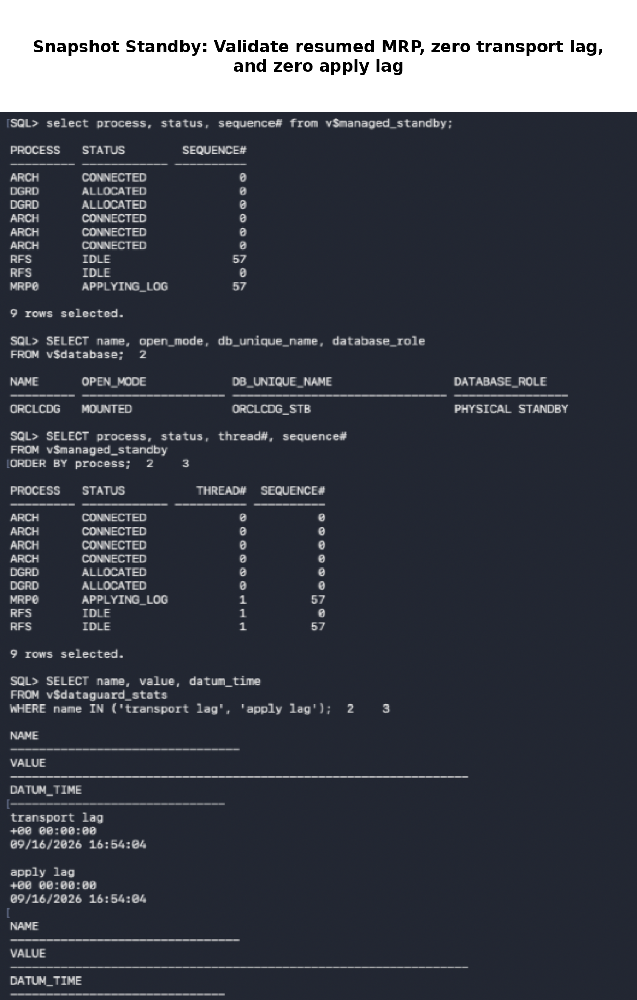 Snapshot Standby: Validate resumed MRP, zero transport lag,
and zero apply lag
[SQL> select process, status, sequence# from v$managed_standby;
PROCESS   STATUS        SEQUENCE#
--------- ------------ ----------
ARCH      CONNECTED             0
DGRD      ALLOCATED             0
DGRD      ALLOCATED             0
ARCH      CONNECTED             0
ARCH      CONNECTED             0
ARCH      CONNECTED             0
RFS       IDLE                 57
RFS       IDLE                  0
MRP0      APPLYING_LOG         57
9 rows selected.
SQL> SELECT name, open_mode, db_unique_name, database_role
FROM v$database;  2
NAME      OPEN_MODE            DB_UNIQUE_NAME                 DATABASE_ROLE
--------- -------------------- ------------------------------ ----------------
ORCLCDG   MOUNTED              ORCLCDG_STB                    PHYSICAL STANDBY
SQL> SELECT process, status, thread#, sequence#
FROM v$managed_standby
[ORDER BY process;  2    3
PROCESS   STATUS          THREAD#  SEQUENCE#
--------- ------------ ---------- ----------
ARCH      CONNECTED             0          0
ARCH      CONNECTED             0          0
ARCH      CONNECTED             0          0
ARCH      CONNECTED             0          0
DGRD      ALLOCATED             0          0
DGRD      ALLOCATED             0          0
MRP0      APPLYING_LOG          1         57
RFS       IDLE                  1          0
RFS       IDLE                  1         57
9 rows selected.
SQL> SELECT name, value, datum_time
FROM v$dataguard_stats
WHERE name IN ('transport lag', 'apply lag');  2    3
NAME
--------------------------------
VALUE
----------------------------------------------------------------
DATUM_TIME
[------------------------------
transport lag
+00 00:00:00
09/16/2026 16:54:04
apply lag
+00 00:00:00
09/16/2026 16:54:04
[
NAME
--------------------------------
VALUE
----------------------------------------------------------------
DATUM_TIME
------------------------------